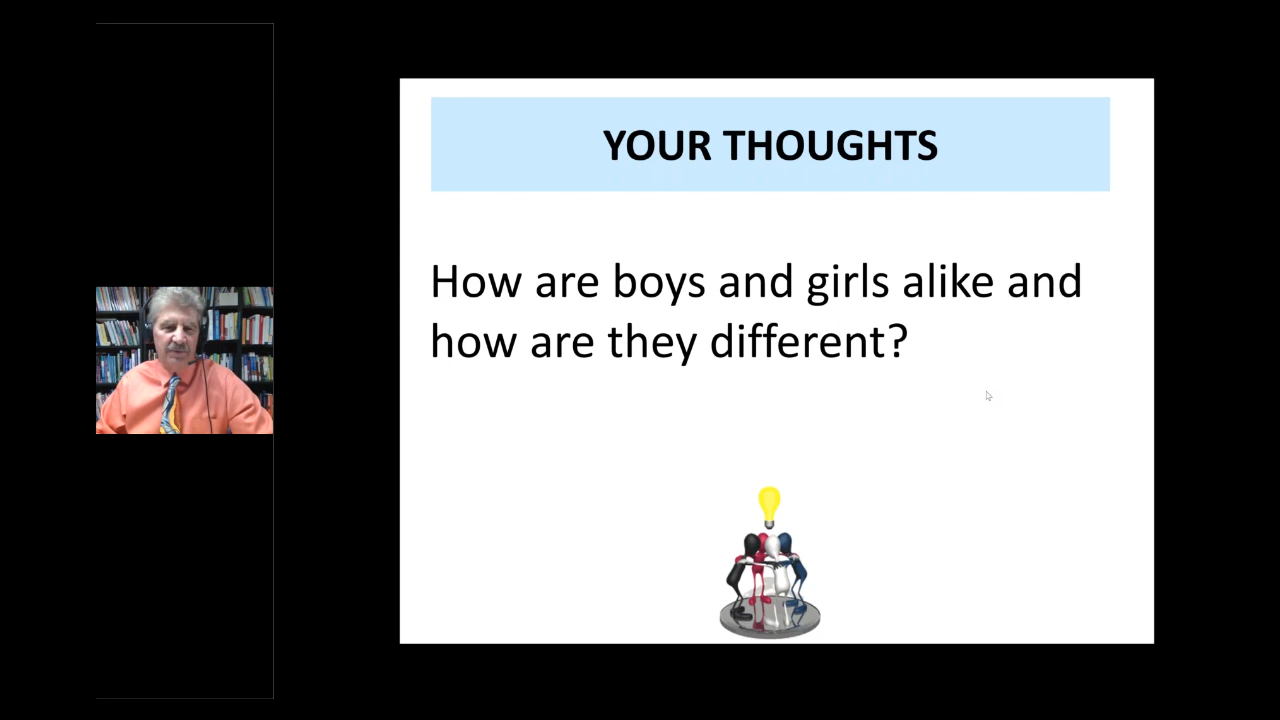 YOUR THOUGHTS
How are boys and girls alike and
how are they different?